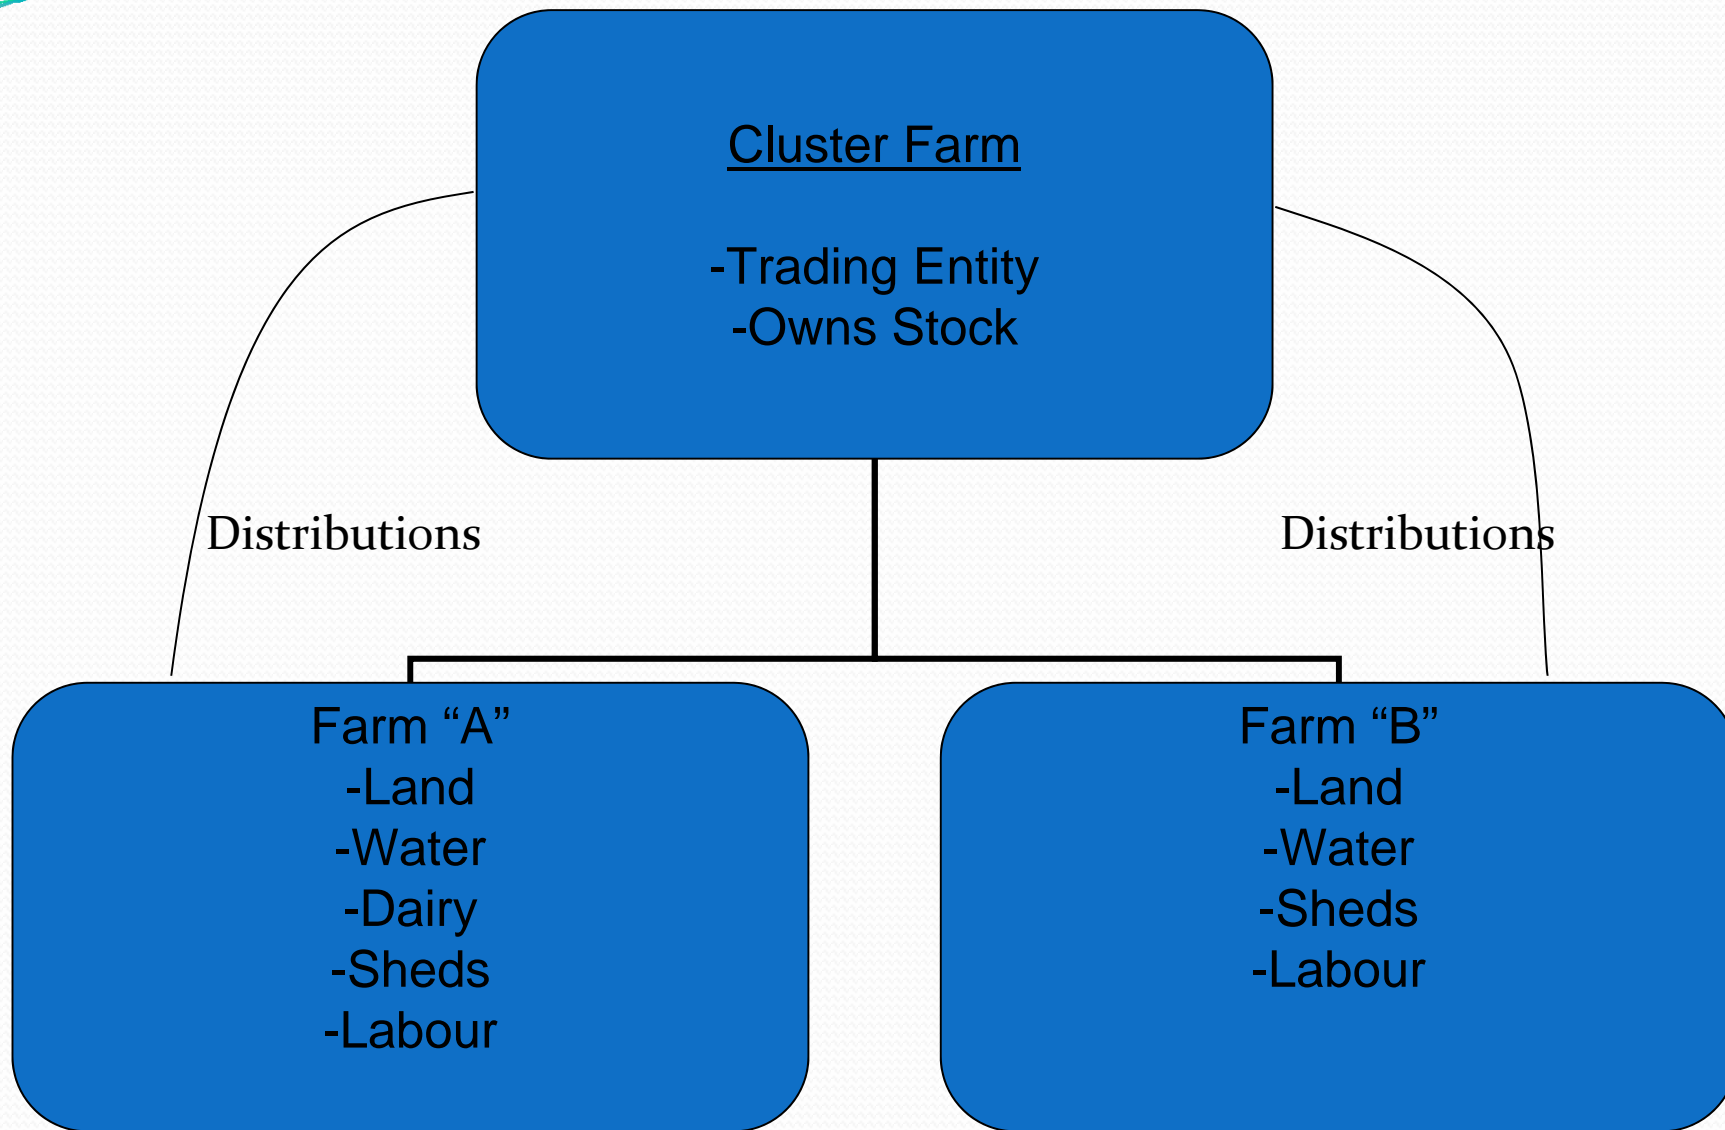 Cluster Farm
-Trading Entity
-Owns Stock
Distributions
Distributions
Farm “A”
-Land
-Water
-Dairy
-Sheds
-Labour
Farm “B”
-Land
-Water
-Sheds
-Labour